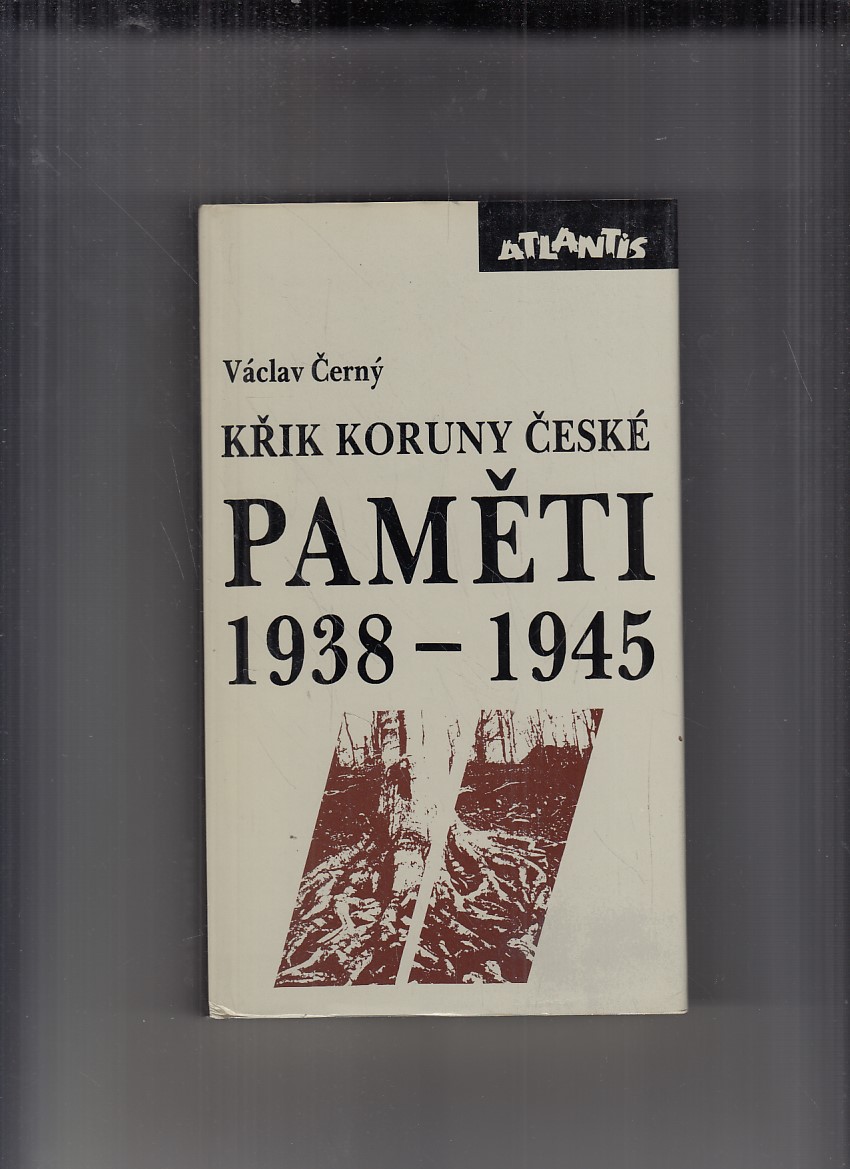 ATLANTIS
Václav Černý
KŘIK KORUNY ČESKÉ
PAMĚTI
1938 – 1945